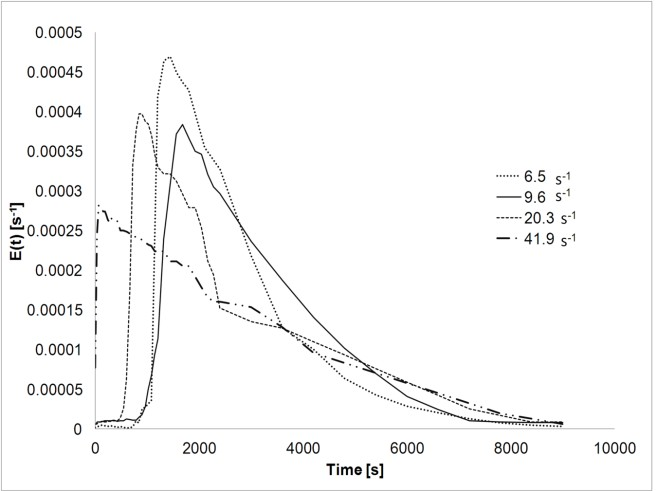 0.0005
0.00045
0.0004
0.00035
0.0003
0.00025
0.0002
0.00015
0.0001
0.00005
0
E(t) [s⁻¹]
6.5 s⁻¹
9.6 s⁻¹
20.3 s⁻¹
41.9 s⁻¹
0 2000 4000 6000 8000 10000
Time [s]